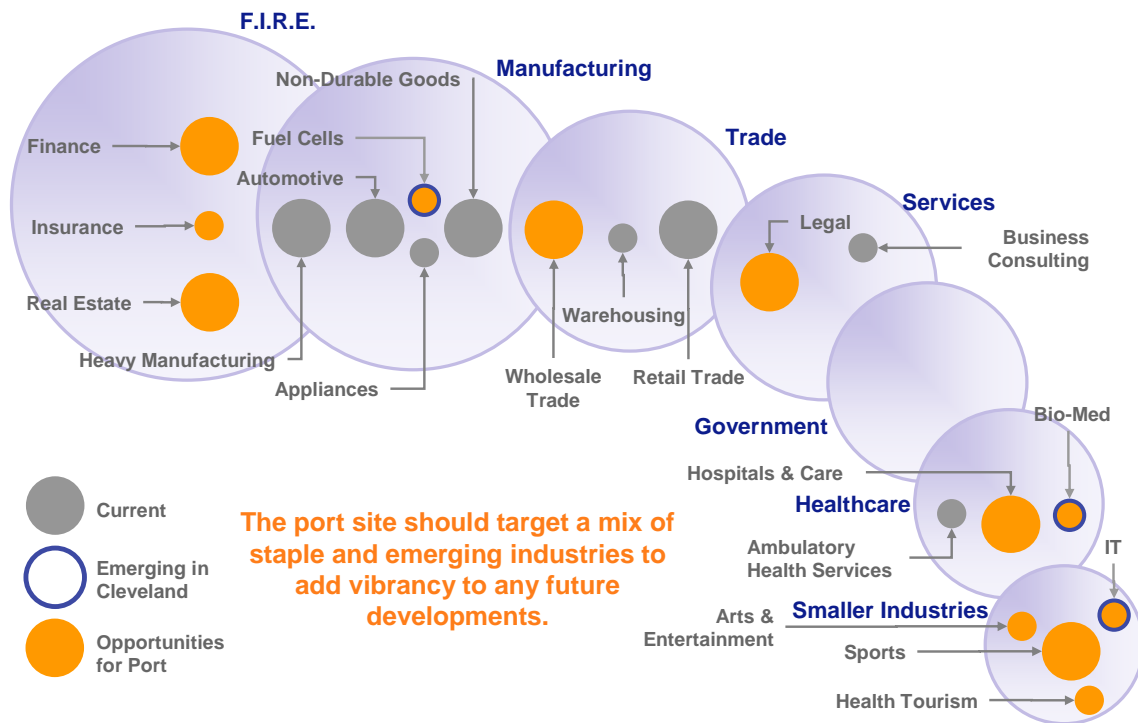 F.I.R.E.
Manufacturing
Non-Durable Goods
Trade
Finance
Fuel Cells
Automotive
Services
Insurance
Legal
Business
Consulting
Real Estate
Warehousing
Heavy Manufacturing
Appliances
Wholesale
Trade
Retail Trade
Government
Bio-Med
Hospitals & Care
Healthcare
Current
The port site should target a mix of
staple and emerging industries to
add vibrancy to any future
developments.
Ambulatory
Health Services
IT
Emerging in
Cleveland
Smaller Industries
Arts &
Entertainment
Opportunities
for Port
Sports
Health Tourism